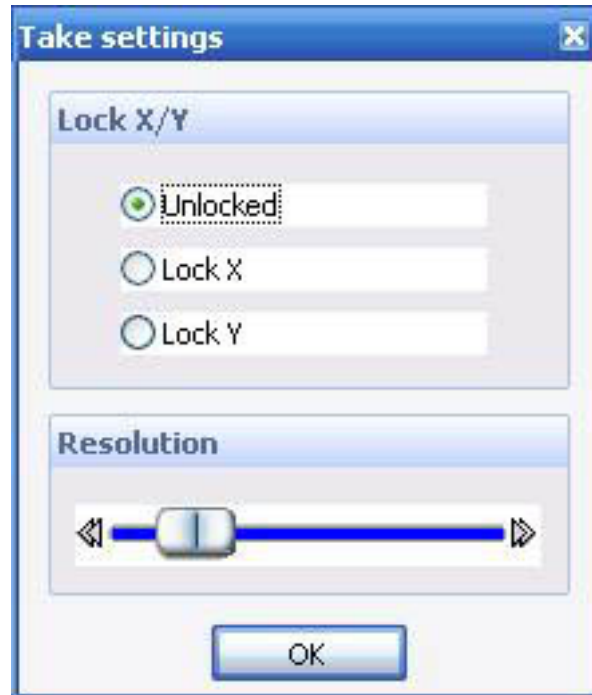 Take settings
Lock X/Y
Unlocked
Lock X
Lock Y
Resolution
OK